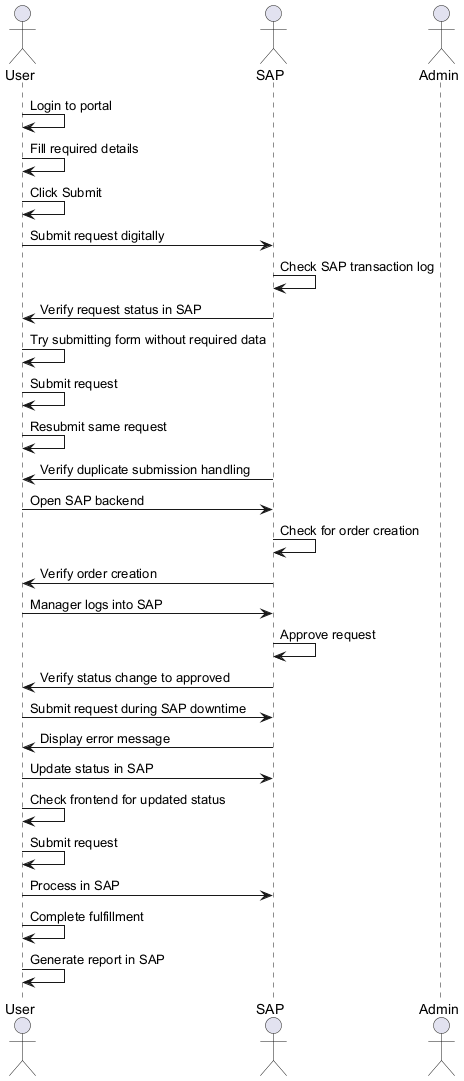 User SAP Admin
Login to portal
Fill required details
Click Submit
Submit request digitally
Check SAP transaction log
Verify request status in SAP
Try submitting form without required data
Submit request
Resubmit same request
Verify duplicate submission handling
Open SAP backend
Check for order creation
Verify order creation
Manager logs into SAP
Approve request
Verify status change to approved
Submit request during SAP downtime
Display error message
Update status in SAP
Check frontend for updated status
Submit request
Process in SAP
Complete fulfillment
Generate report in SAP
User SAP Admin